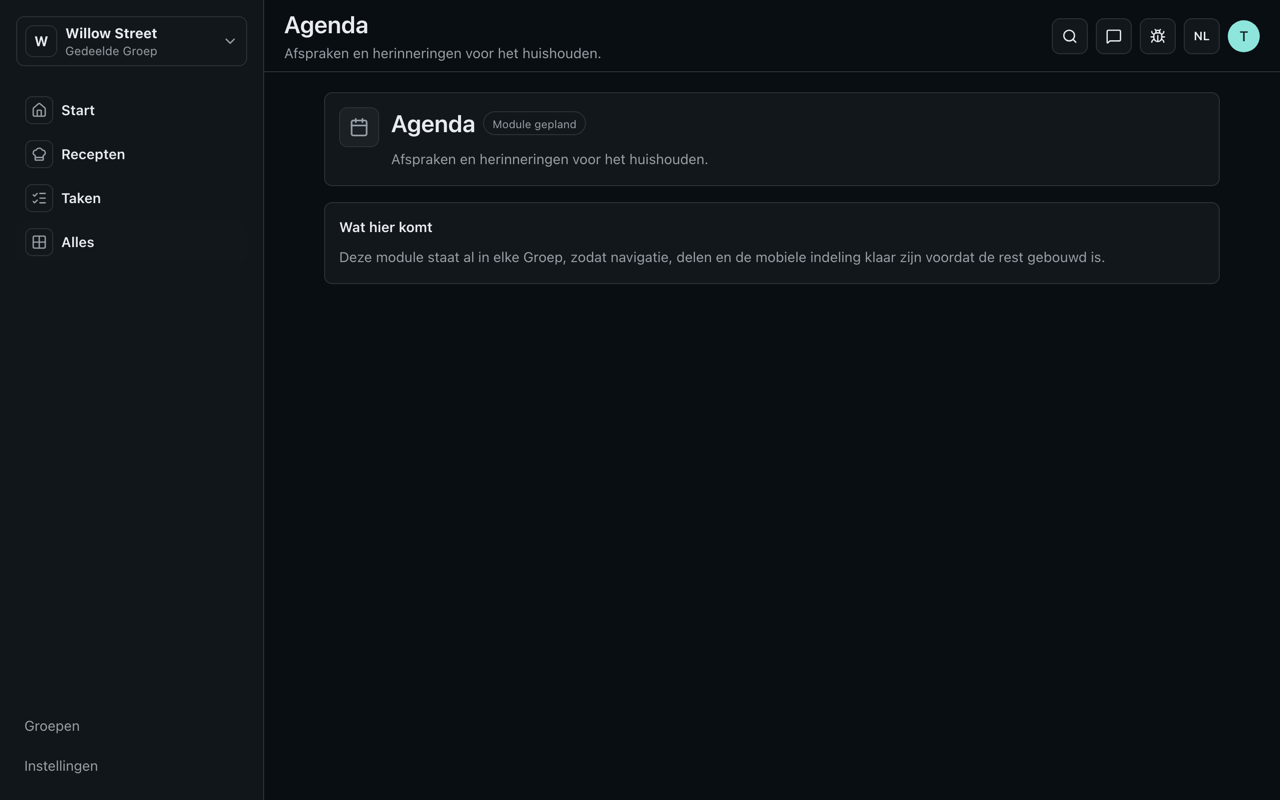 W
Willow Street
Gedeelde Groep
Start
Recepten
Taken
Alles
Groepen
Instellingen
Agenda
Afspraken en herinneringen voor het huishouden.
NL
T
Agenda
Module gepland
Afspraken en herinneringen voor het huishouden.
Wat hier komt
Deze module staat al in elke Groep, zodat navigatie, delen en de mobiele indeling klaar zijn voordat de rest gebouwd is.